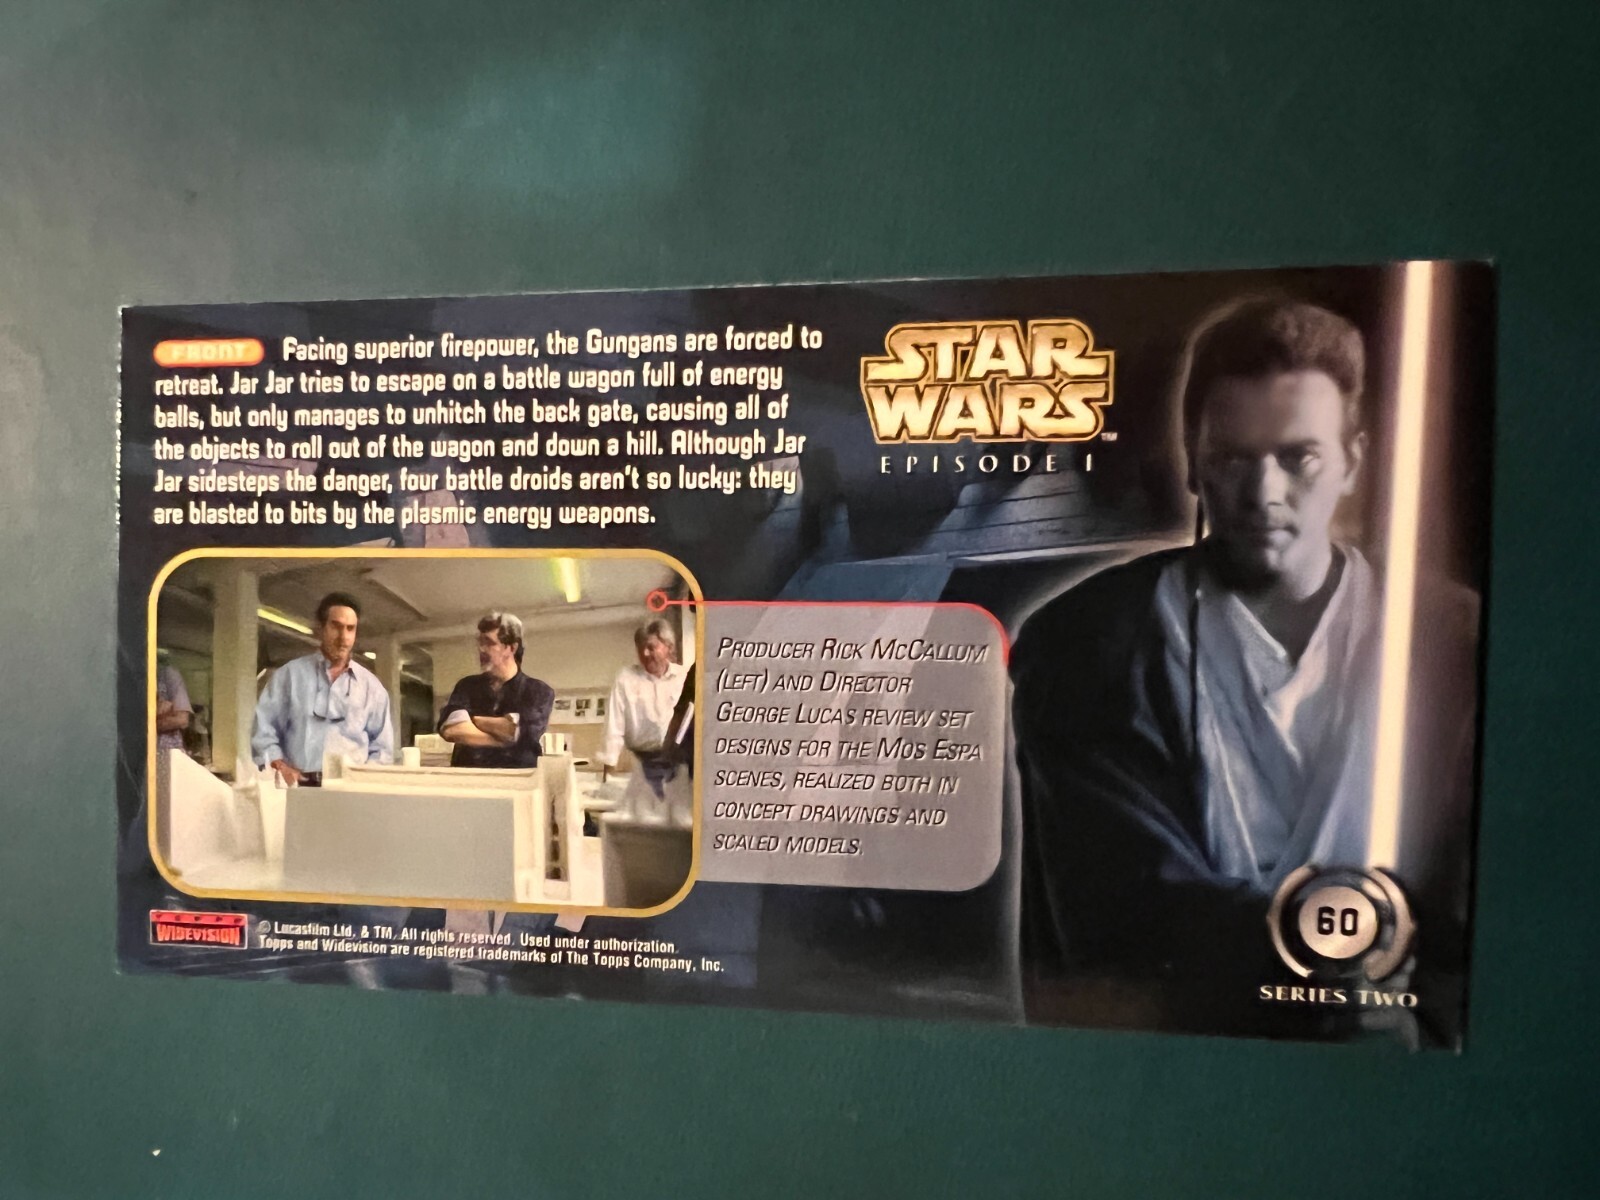 FRONT Facing superior firepower, the Gungans are forced to
retreat. Jar Jar tries to escape on a battle wagon full of energy
balls, but only manages to unhitch the back gate, causing all of
the objects to roll out of the wagon and down a hill. Although Jar
Jar sidesteps the danger, four battle droids aren't so lucky: they
are blasted to bits by the plasmic energy weapons.
STAR
WARS™
EPISODE I
PRODUCER RICK MCCALLUM
(LEFT) AND DIRECTOR
GEORGE LUCAS REVIEW SET
DESIGNS FOR THE MOS ESPA
SCENES, REALIZED BOTH IN
CONCEPT DRAWINGS AND
SCALED MODELS.
TOPPS
WIDEVISION
© Lucasfilm Ltd. & TM. All rights reserved. Used under authorization.
Topps and Widevision are registered trademarks of The Topps Company, Inc.
60
SERIES TWO